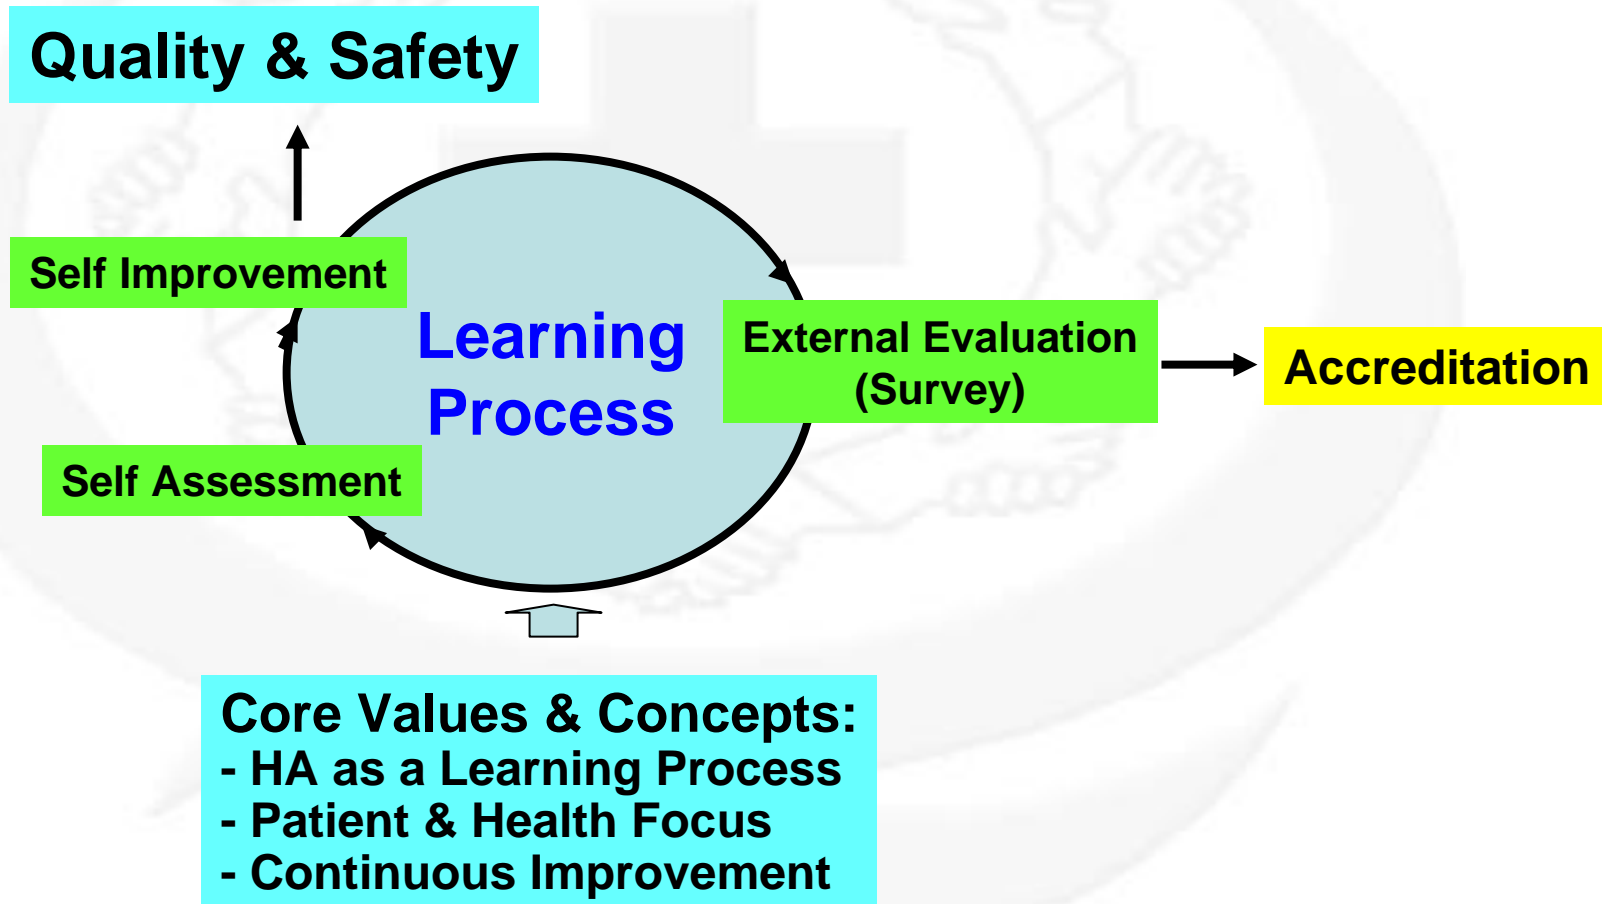 Quality & Safety
Self Improvement
Learning
Process
External Evaluation
(Survey)
Accreditation
Self Assessment
Core Values & Concepts:
- HA as a Learning Process
- Patient & Health Focus
- Continuous Improvement